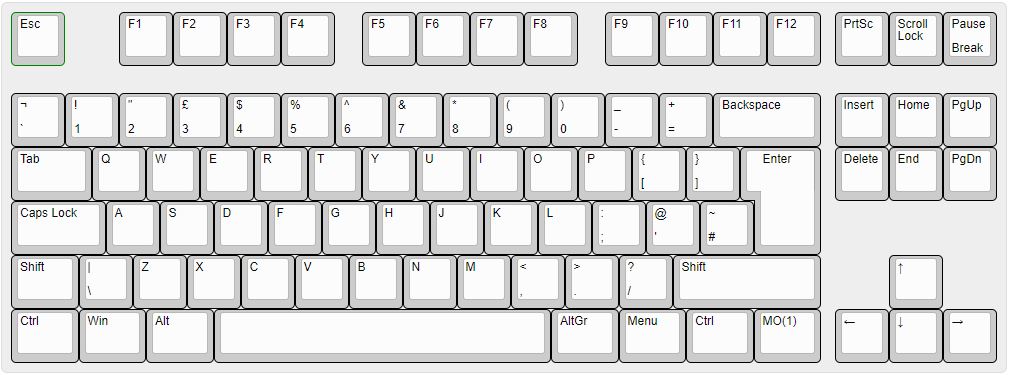 Esc F1 F2 F3 F4 F5 F6 F7 F8 F9 F10 F11 F12 PrtSc Scroll Pause
Lock
Break
¬ ! " £ $ % ^ & * ( ) _ + Backspace Insert Home PgUp
` 1 2 3 4 5 6 7 8 9 0 - =
Tab Q W E R T Y U I O P { } Enter Delete End PgDn
[ ]
Caps Lock A S D F G H J K L : @ ~
; ' #
Shift | Z X C V B N M < > ? Shift ↑
\ , . /
Ctrl Win Alt AltGr Menu Ctrl MO(1) ← ↓ →